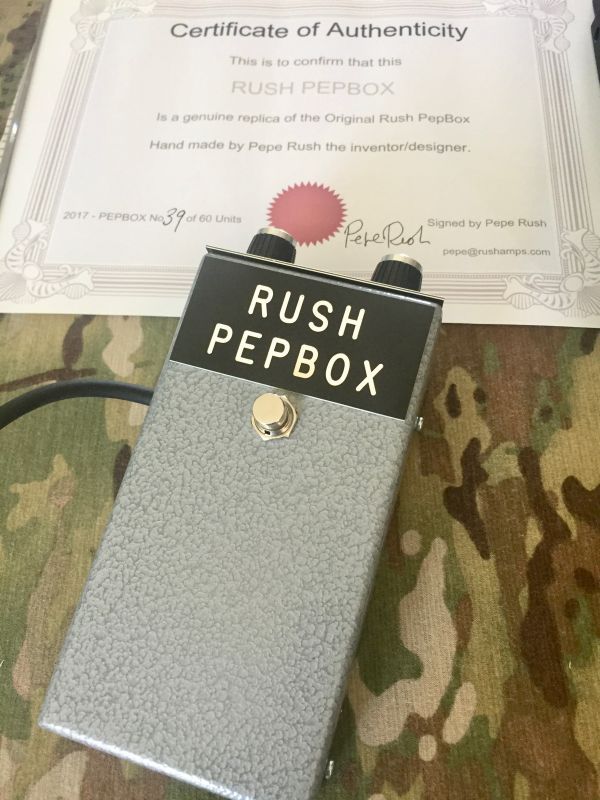 Certificate of Authenticity
This is to confirm that this
RUSH PEPBOX
Is a genuine replica of the Original Rush PepBox
Hand made by Pepe Rush the inventor/designer.
2017 - PEPBOX No 39 of 60 Units
Pepe Rush
Signed by Pepe Rush
pepe@rushamps.com
RUSH
PEPBOX